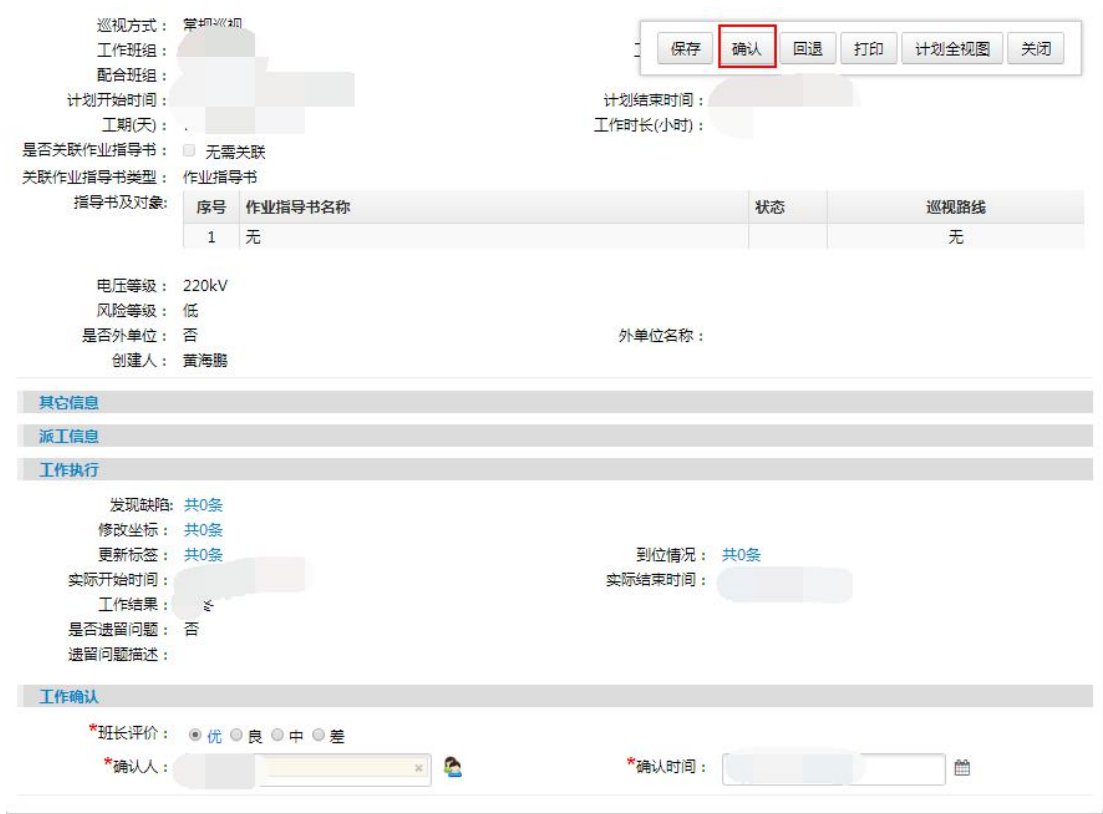 巡视方式： 常规巡视
保存 确认 回退 打印 计划全视图 关闭
工作班组：
配合班组：
计划开始时间： 计划结束时间：
工期(天)： 工作时长(小时)：
是否关联作业指导书： 无需关联
关联作业指导书类型： 作业指导书
指导书及对象: 序号 作业指导书名称 状态 巡视路线
1 无 无
电压等级： 220kV
风险等级： 低
是否外单位： 否 外单位名称：
创建人： 黄海鹏
其它信息
派工信息
工作执行
发现缺陷: 共0条
修改坐标： 共0条
更新标签： 共0条 到位情况： 共0条
实际开始时间： 实际结束时间：
工作结果：
是否遗留问题： 否
遗留问题描述：
工作确认
*班长评价： 优 良 中 差
*确认人： × *确认时间：